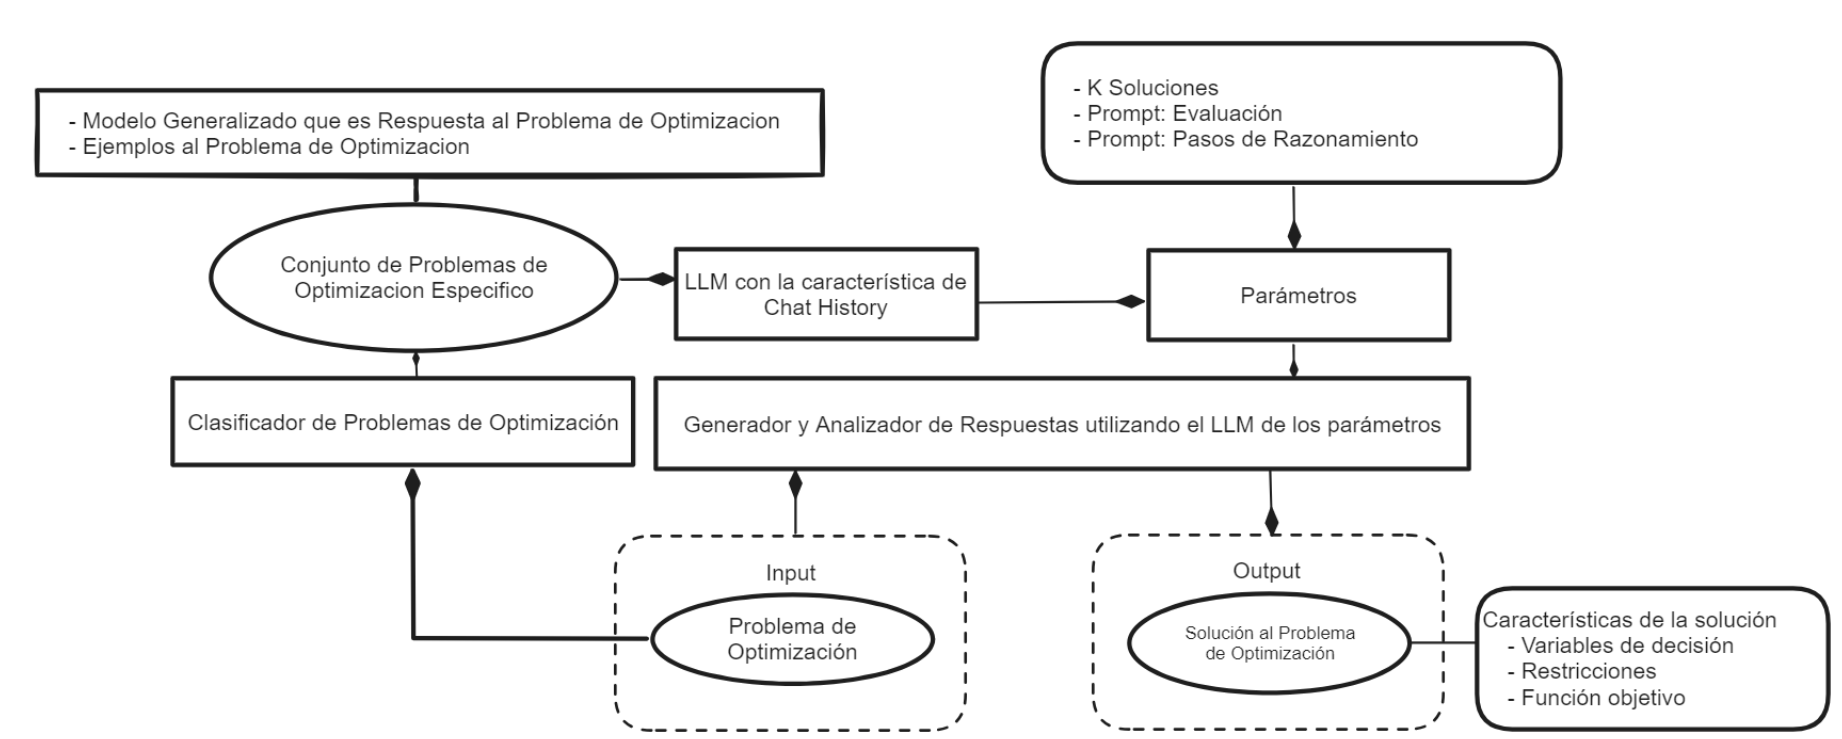 - K Soluciones
- Prompt: Evaluación
- Prompt: Pasos de Razonamiento
- Modelo Generalizado que es Respuesta al Problema de Optimizacion
- Ejemplos al Problema de Optimizacion
Conjunto de Problemas de
Optimizacion Especifico
LLM con la característica de
Chat History
Parámetros
Clasificador de Problemas de Optimización
Generador y Analizador de Respuestas utilizando el LLM de los parámetros
Input
Problema de
Optimización
Output
Solución al Problema
de Optimización
Características de la solución
- Variables de decisión
- Restricciones
- Función objetivo